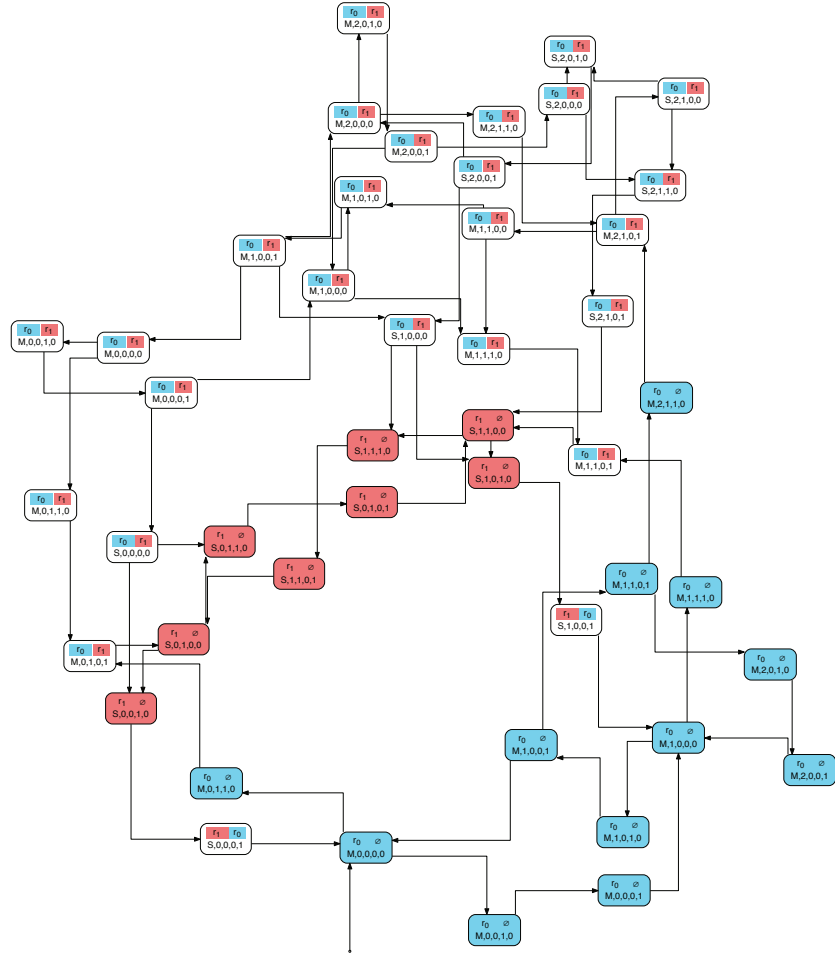 r0 r1
M,2,0,1,0
r0 r1
S,2,0,1,0
r0 r1
S,2,0,0,0
r0 r1
S,2,1,0,0
r0 r1
M,2,0,0,0
r0 r1
M,2,1,1,0
r0 r1
M,2,0,0,1
r0 r1
S,2,0,0,1
r0 r1
S,2,1,1,0
r0 r1
M,1,0,1,0
r0 r1
M,1,1,0,0
r0 r1
M,2,1,0,1
r0 r1
M,1,0,0,1
r0 r1
M,1,0,0,0
r0 r1
S,2,1,0,1
r0 r1
M,0,0,1,0
r0 r1
M,0,0,0,0
r0 r1
S,1,0,0,0
r0 r1
M,1,1,1,0
r0 r1
M,0,0,0,1
r0 ∅
M,2,1,1,0
r1 ∅
S,1,1,0,0
r1 ∅
S,1,1,1,0
r0 r1
M,1,1,0,1
r1 ∅
S,1,0,1,0
r0 r1
M,0,1,1,0
r1 ∅
S,0,1,0,1
r0 r1
S,0,0,0,0
r1 ∅
S,0,1,1,0
r1 ∅
S,1,1,0,1
r0 ∅
M,1,1,0,1
r0 ∅
M,1,1,1,0
r1 r0
S,1,0,0,1
r1 ∅
S,0,1,0,0
r0 r1
M,0,1,0,1
r0 ∅
M,2,0,1,0
r1 ∅
S,0,0,1,0
r0 ∅
M,1,0,0,1
r0 ∅
M,1,0,0,0
r0 ∅
M,2,0,0,1
r0 ∅
M,0,1,1,0
r0 ∅
M,1,0,1,0
r1 r0
S,0,0,0,1
r0 ∅
M,0,0,0,0
r0 ∅
M,0,0,0,1
r0 ∅
M,0,0,1,0